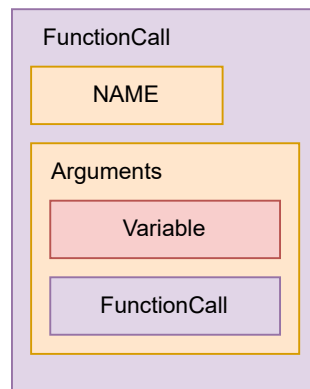 FunctionCall
NAME
Arguments
Variable
FunctionCall